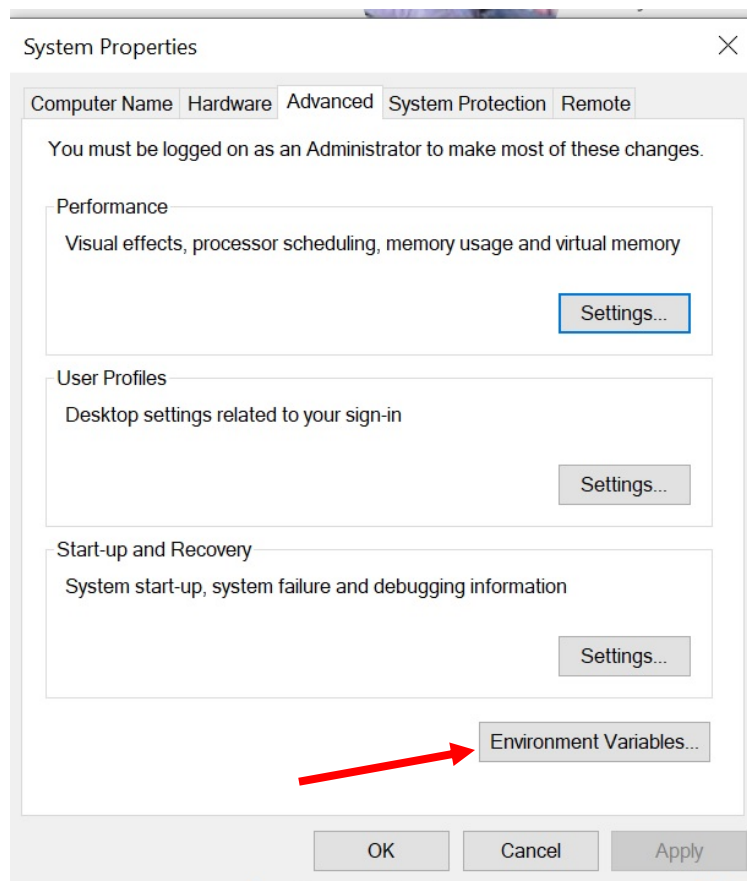 System Properties
Computer Name Hardware Advanced System Protection Remote
You must be logged on as an Administrator to make most of these changes.
Performance
Visual effects, processor scheduling, memory usage and virtual memory
Settings...
User Profiles
Desktop settings related to your sign-in
Settings...
Start-up and Recovery
System start-up, system failure and debugging information
Settings...
Environment Variables...
OK Cancel Apply